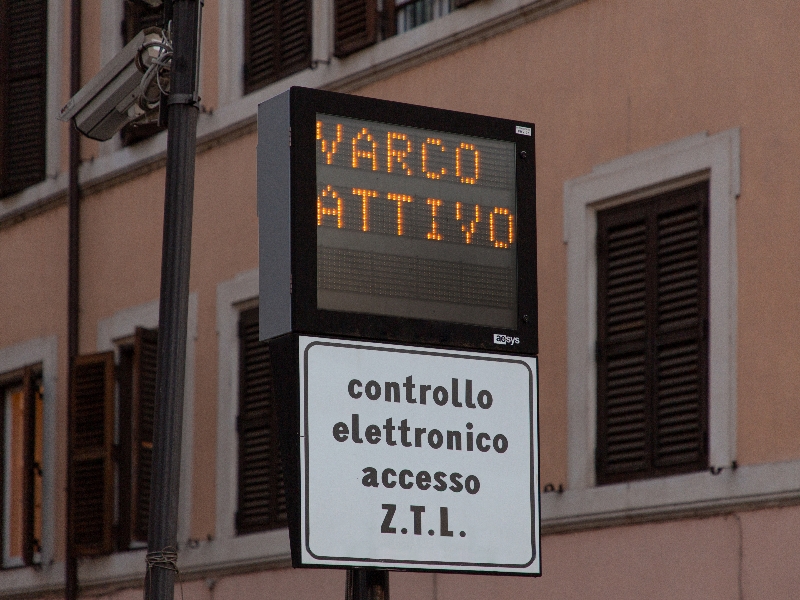 VARCO
ATTIVO
aesys
controllo
elettronico
accesso
Z.T.L.